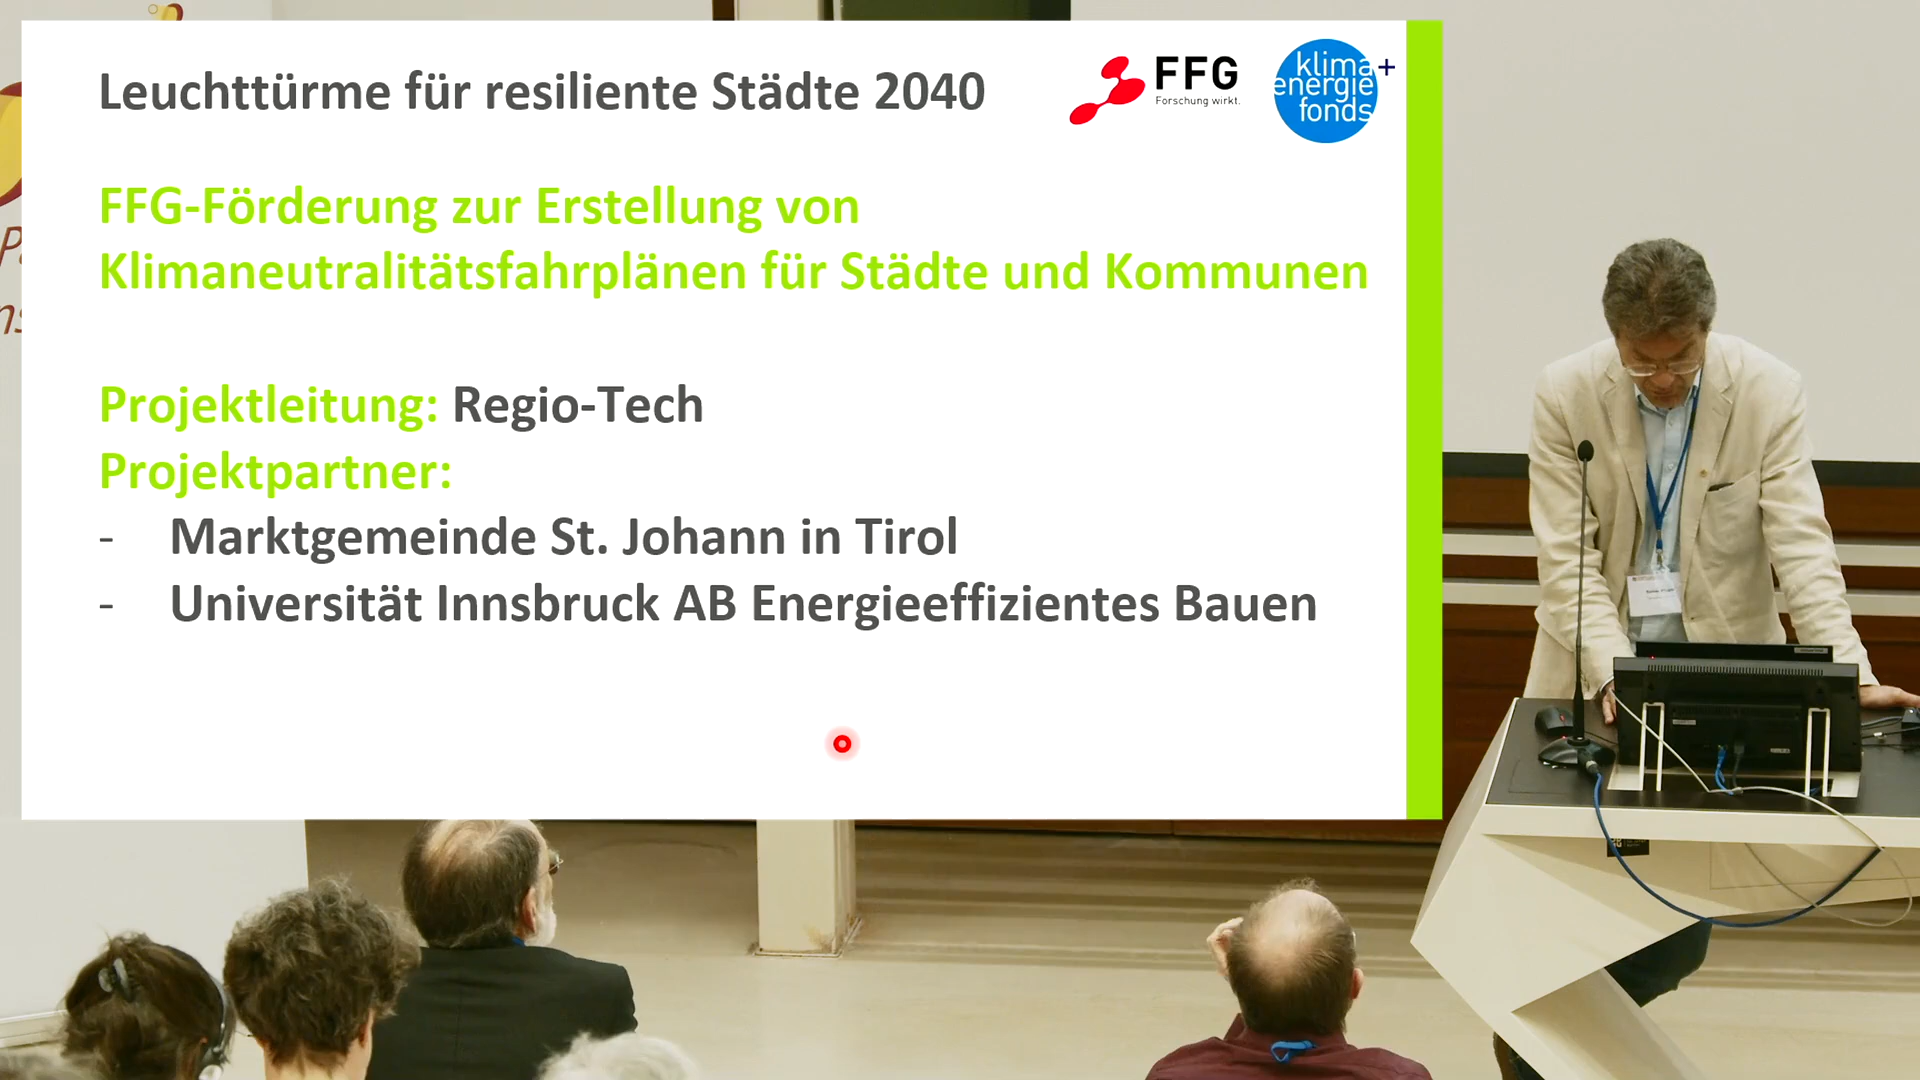 Leuchttürme für resiliente Städte 2040
FFG
Forschung wirkt.
klima+
energie
fonds
FFG-Förderung zur Erstellung von
Klimaneutralitätsfahrplänen für Städte und Kommunen
Projektleitung: Regio-Tech
Projektpartner:
- Marktgemeinde St. Johann in Tirol
- Universität Innsbruck AB Energieeffizientes Bauen